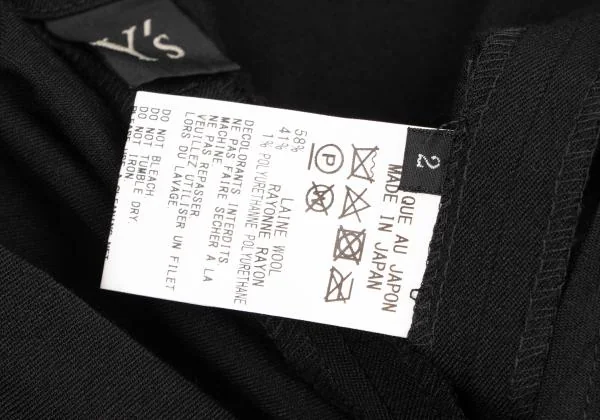 Y's
2
QUE AU JAPON
MADE IN JAPAN
P
58% LAINE WOOL
41% RAYONNE RAYON
1% POLYURETHANNE POLYURETHANE
DECOLORANTS INTERDITS.
NE PAS FAIRE SECHER A LA
MACHINE
NE PAS REPASSER.
VEUILLEZ UTILISER UN FILET
LORS DU LAVAGE.
DO NOT BLEACH
DO NOT TUMBLE DRY.
DO NOT IRON